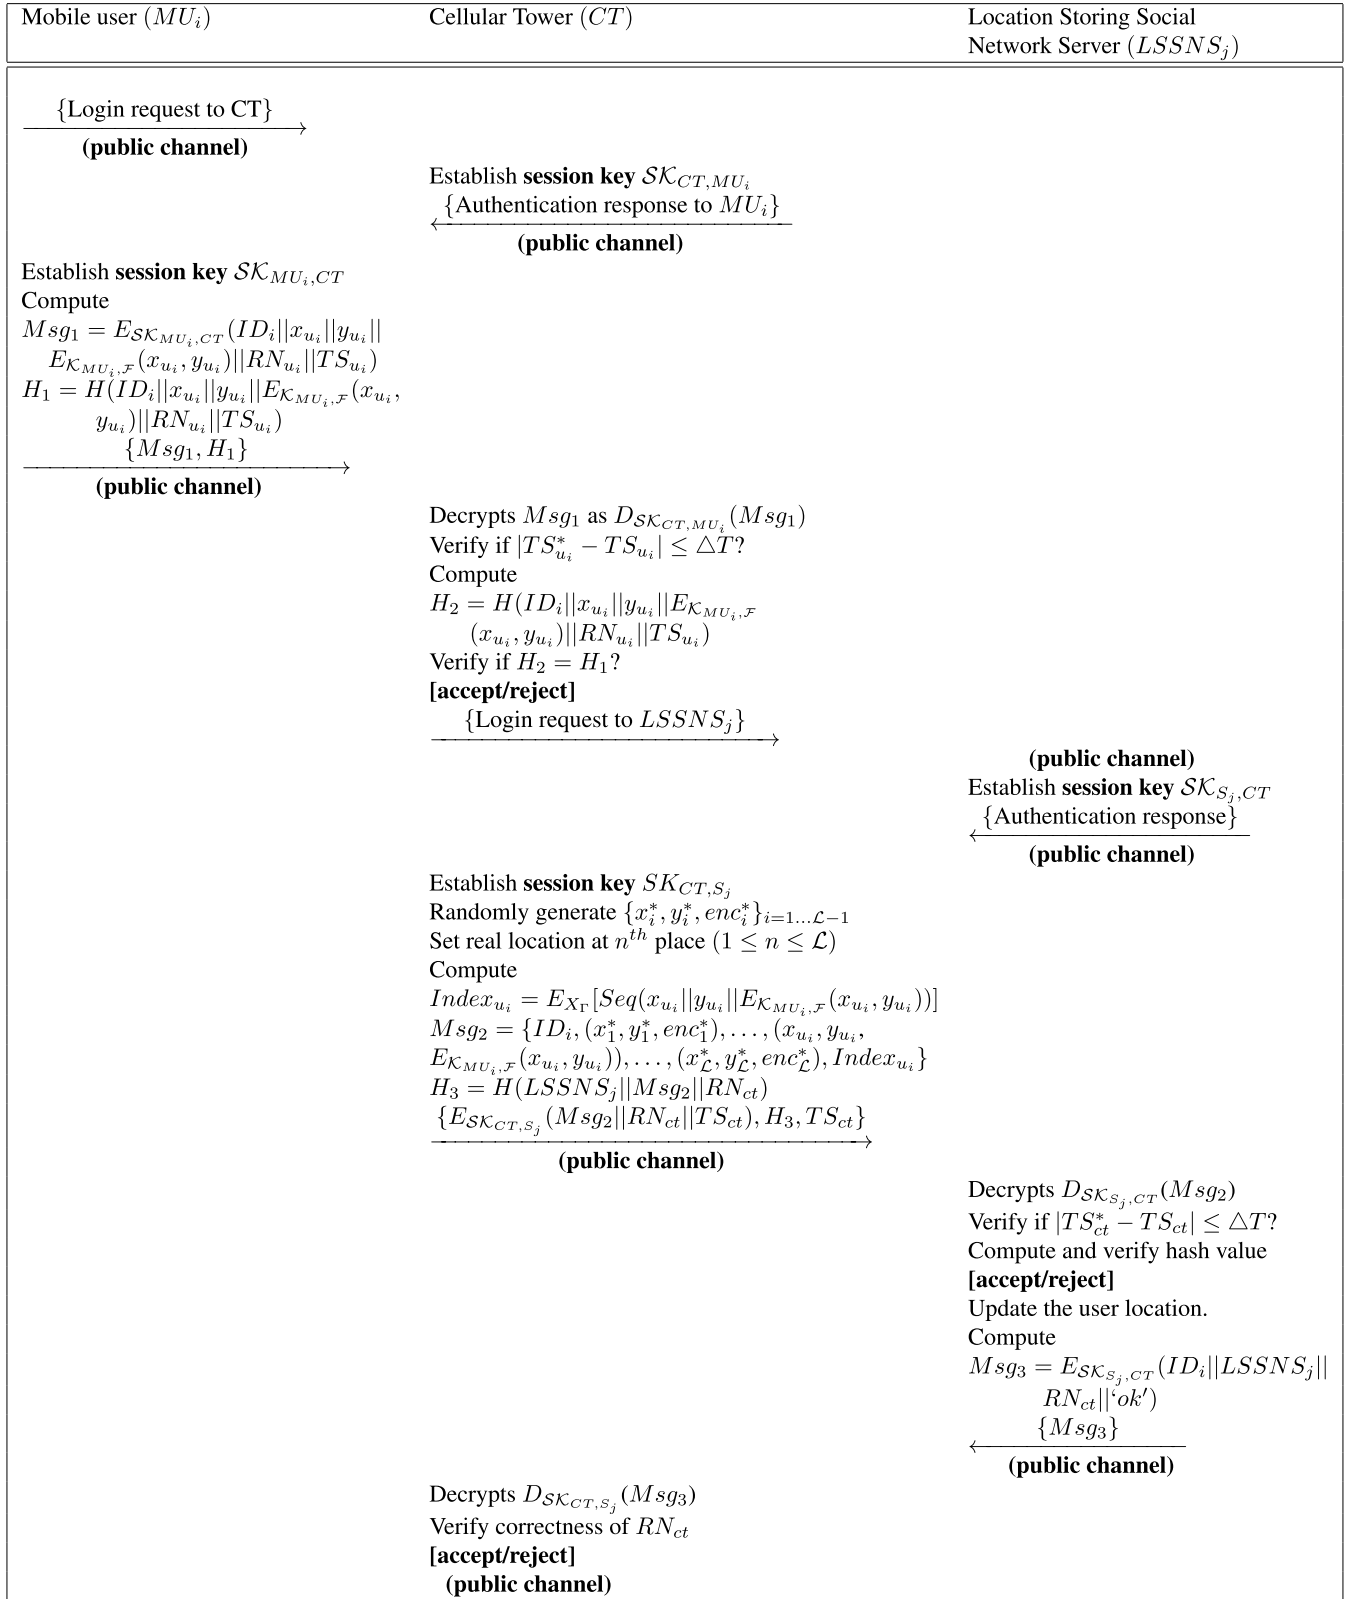 Mobile user (MU_i)
Cellular Tower (CT)
Location Storing Social
Network Server (LSSNS_j)
{Login request to CT}
(public channel)
Establish session key SK_{CT,MU_i}
{Authentication response to MU_i}
(public channel)
Establish session key SK_{MU_i,CT}
Compute
Msg_1 = E_{SK_{MU_i,CT}}(ID_i||x_{u_i}||y_{u_i}||
E_{K_{MU_i,F}}(x_{u_i}, y_{u_i})||RN_{u_i}||TS_{u_i})
H_1 = H(ID_i||x_{u_i}||y_{u_i}||E_{K_{MU_i,F}}(x_{u_i},
y_{u_i})||RN_{u_i}||TS_{u_i})
{Msg_1, H_1}
(public channel)
Decrypts Msg_1 as D_{SK_{CT,MU_i}}(Msg_1)
Verify if |TS^*_{u_i} − TS_{u_i}| ≤ △T?
Compute
H_2 = H(ID_i||x_{u_i}||y_{u_i}||E_{K_{MU_i,F}}
(x_{u_i}, y_{u_i})||RN_{u_i}||TS_{u_i})
Verify if H_2 = H_1?
[accept/reject]
{Login request to LSSNS_j}
(public channel)
Establish session key SK_{S_j,CT}
{Authentication response}
(public channel)
Establish session key SK_{CT,S_j}
Randomly generate {x^*_i, y^*_i, enc^*_i}_{i=1...L−1}
Set real location at n^{th} place (1 ≤ n ≤ L)
Compute
Index_{u_i} = E_{X_Γ}[Seq(x_{u_i}||y_{u_i}||E_{K_{MU_i,F}}(x_{u_i}, y_{u_i}))]
Msg_2 = {ID_i, (x^*_1, y^*_1, enc^*_1), . . . , (x_{u_i}, y_{u_i},
E_{K_{MU_i,F}}(x_{u_i}, y_{u_i})), . . . , (x^*_L, y^*_L, enc^*_L), Index_{u_i}}
H_3 = H(LSSNS_j||Msg_2||RN_{ct})
{E_{SK_{CT,S_j}}(Msg_2||RN_{ct}||TS_{ct}), H_3, TS_{ct}}
(public channel)
Decrypts D_{SK_{S_j,CT}}(Msg_2)
Verify if |TS^*_{ct} − TS_{ct}| ≤ △T?
Compute and verify hash value
[accept/reject]
Update the user location.
Compute
Msg_3 = E_{SK_{S_j,CT}}(ID_i||LSSNS_j||
RN_{ct}||‘ok′)
{Msg_3}
(public channel)
Decrypts D_{SK_{CT,S_j}}(Msg_3)
Verify correctness of RN_{ct}
[accept/reject]
(public channel)